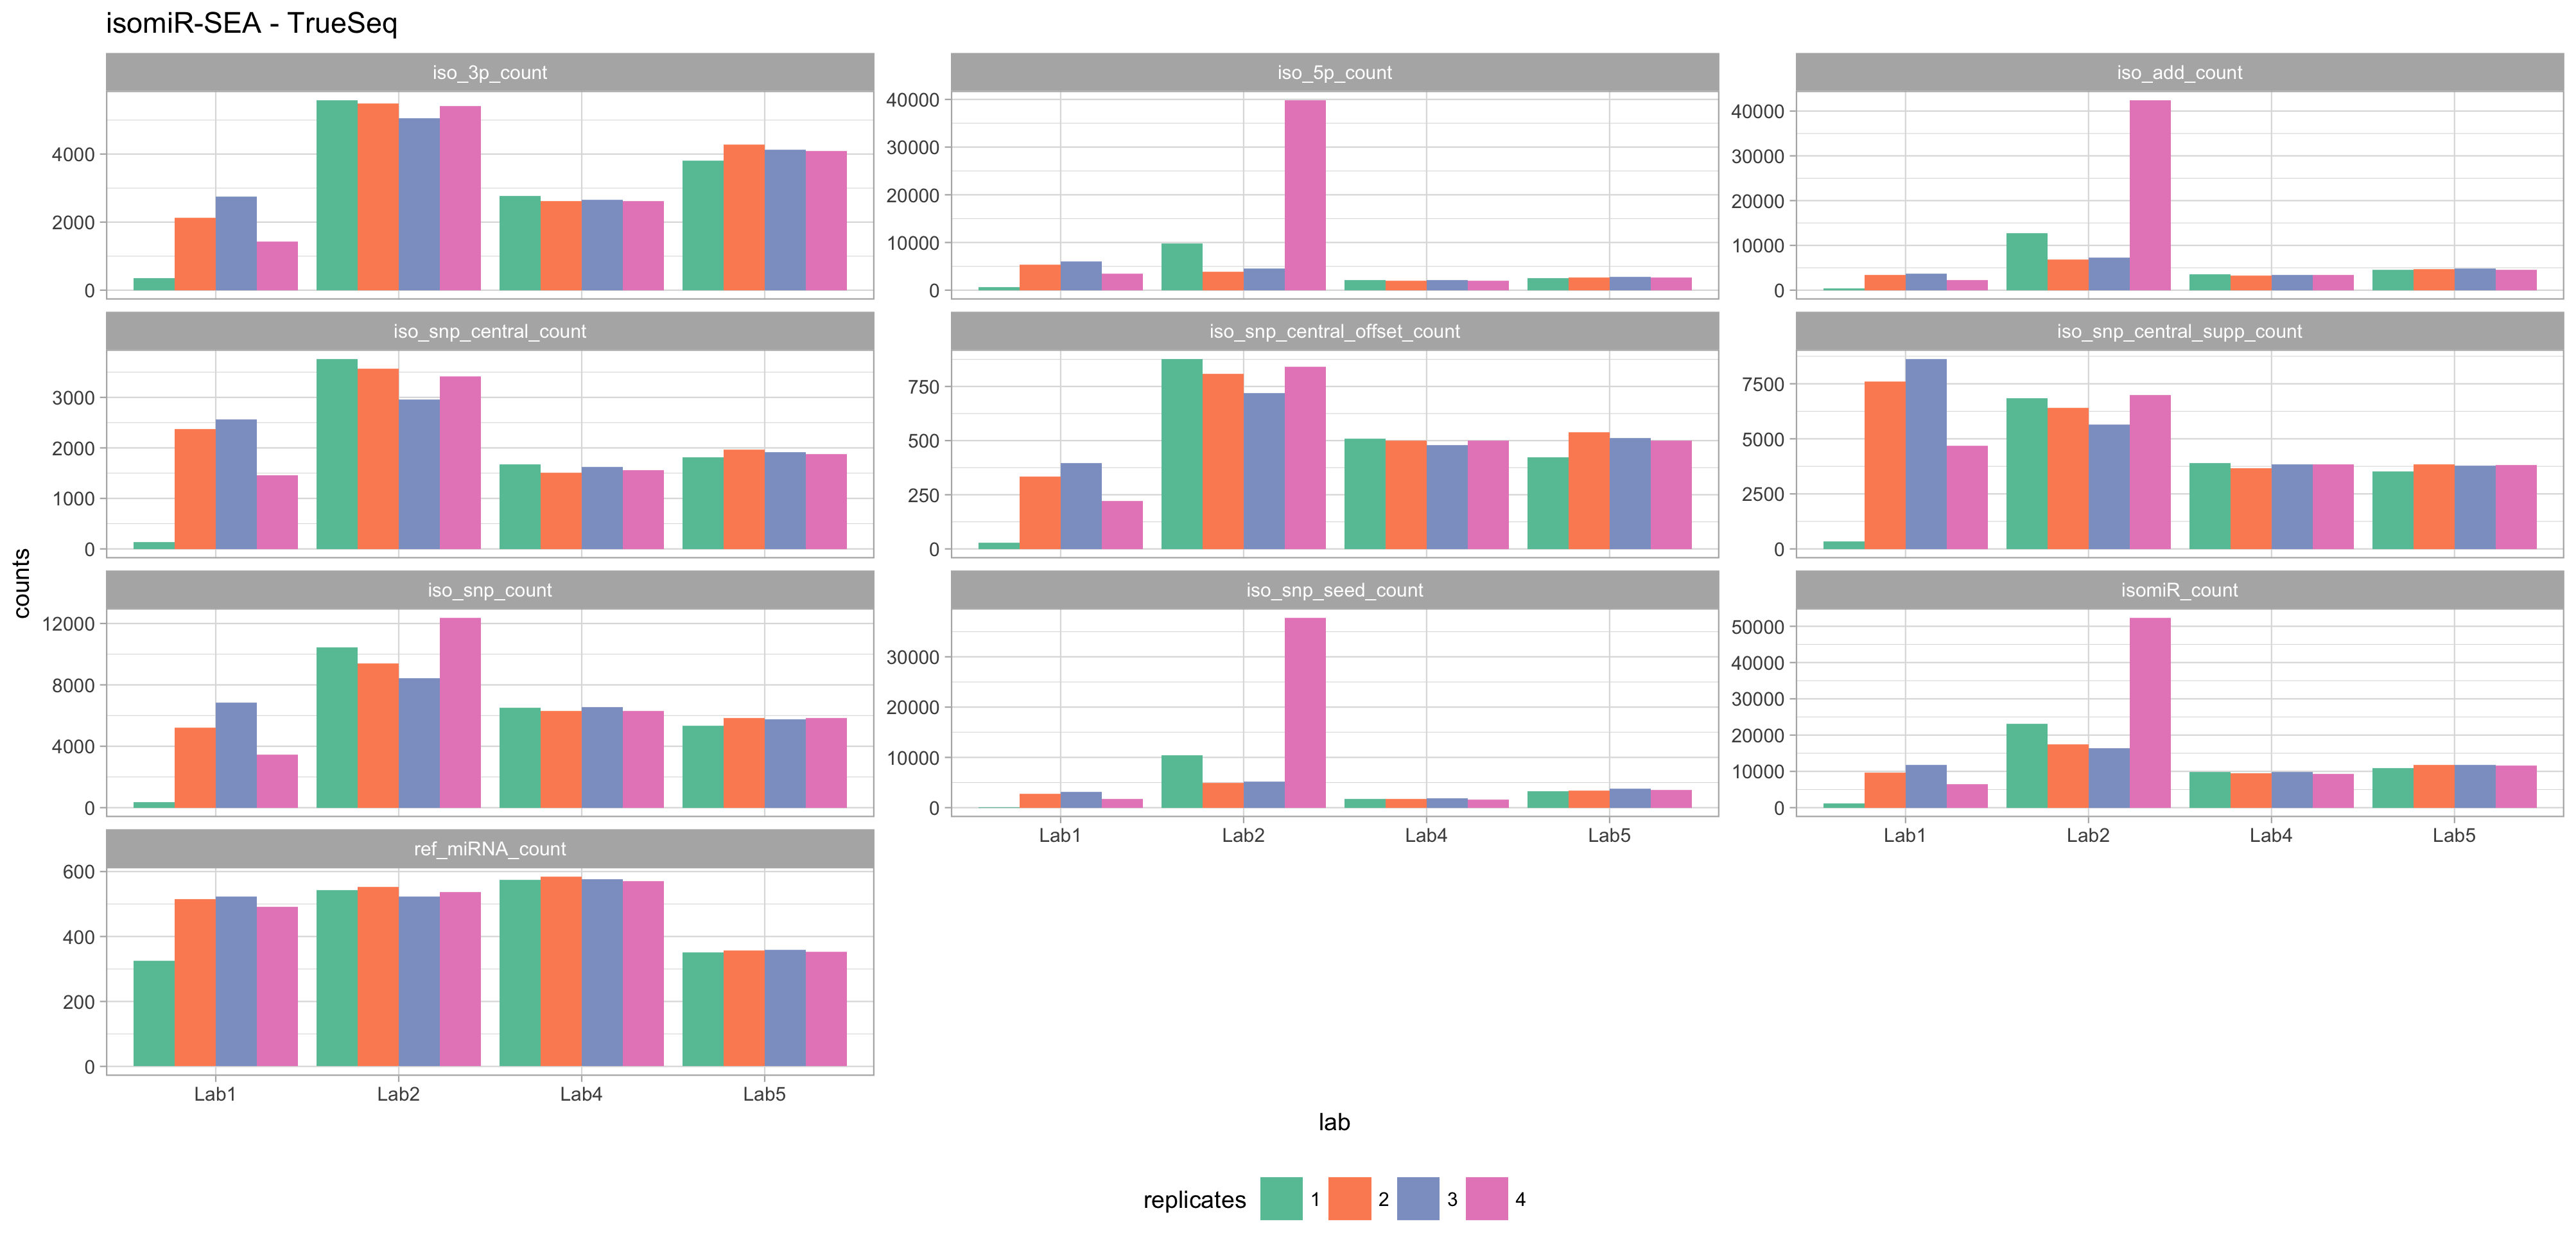 isomiR-SEA - TrueSeq
iso_3p_count
iso_5p_count
iso_add_count
4000
2000
0
40000
30000
20000
10000
0
40000
30000
20000
10000
0
iso_snp_central_count
iso_snp_central_offset_count
iso_snp_central_supp_count
3000
2000
1000
0
750
500
250
0
7500
5000
2500
0
counts
iso_snp_count
iso_snp_seed_count
isomiR_count
12000
8000
4000
0
30000
20000
10000
0
50000
40000
30000
20000
10000
0
Lab1 Lab2 Lab4 Lab5
Lab1 Lab2 Lab4 Lab5
ref_miRNA_count
600
400
200
0
Lab1 Lab2 Lab4 Lab5
lab
replicates 1 2 3 4